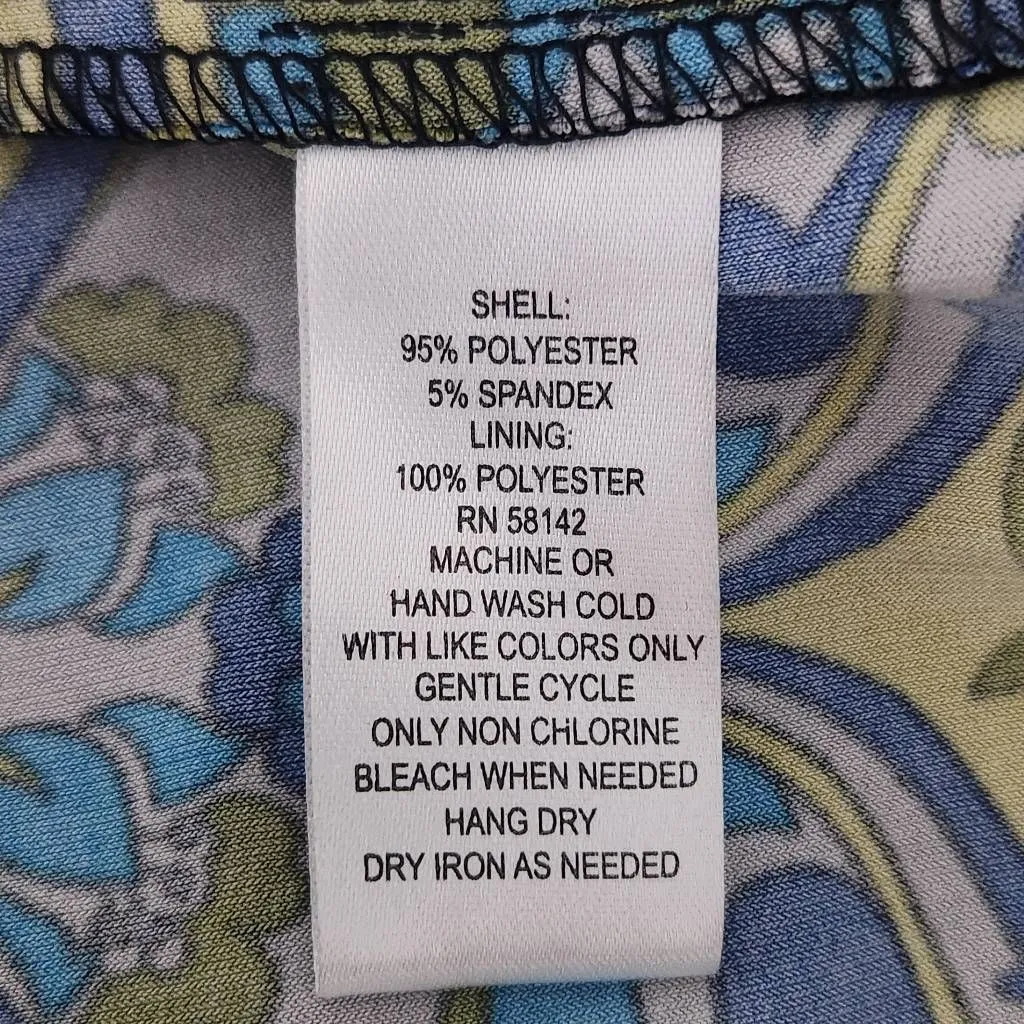 SHELL:
95% POLYESTER
5% SPANDEX
LINING:
100% POLYESTER
RN 58142
MACHINE OR
HAND WASH COLD
WITH LIKE COLORS ONLY
GENTLE CYCLE
ONLY NON CHLORINE
BLEACH WHEN NEEDED
HANG DRY
DRY IRON AS NEEDED